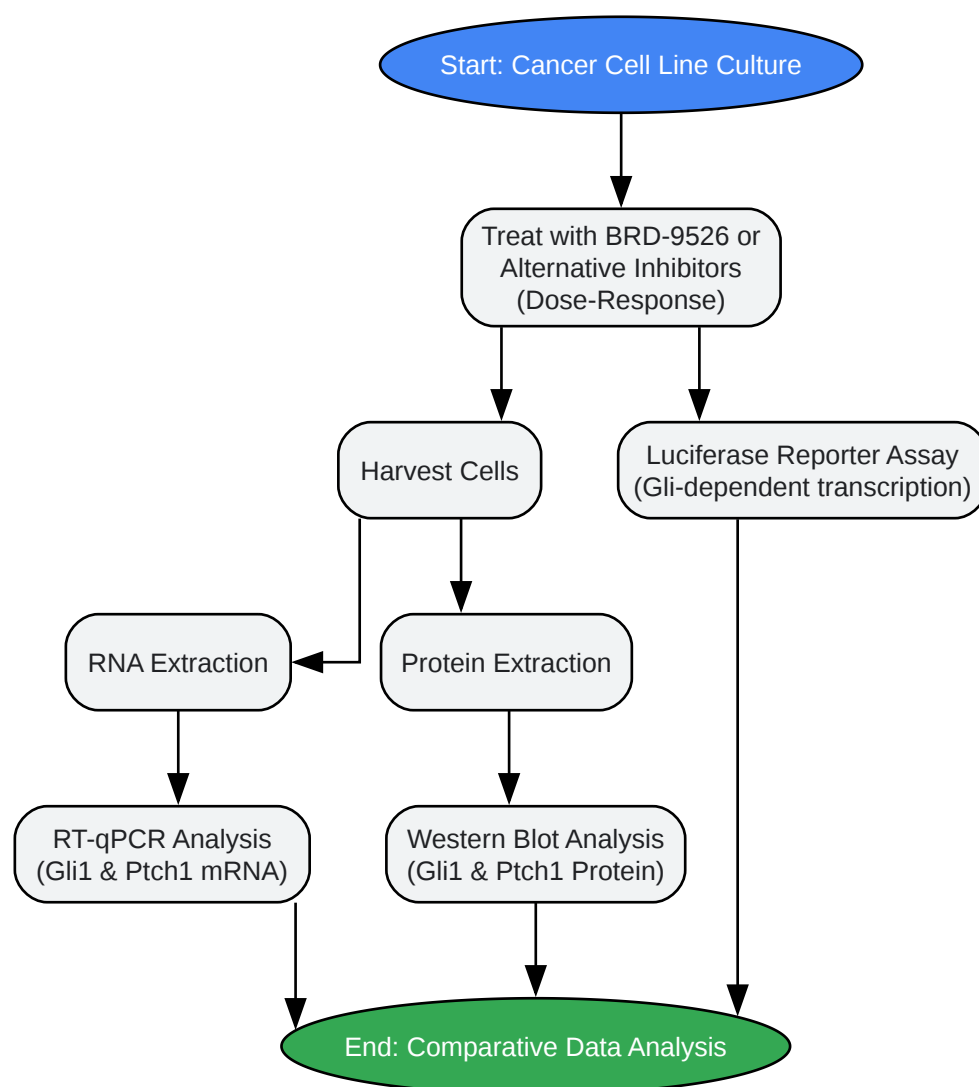 Start: Cancer Cell Line Culture
Treat with BRD-9526 or
Alternative Inhibitors
(Dose-Response)
Harvest Cells
Luciferase Reporter Assay
(Gli-dependent transcription)
RNA Extraction
Protein Extraction
RT-qPCR Analysis
(Gli1 & Ptch1 mRNA)
Western Blot Analysis
(Gli1 & Ptch1 Protein)
End: Comparative Data Analysis